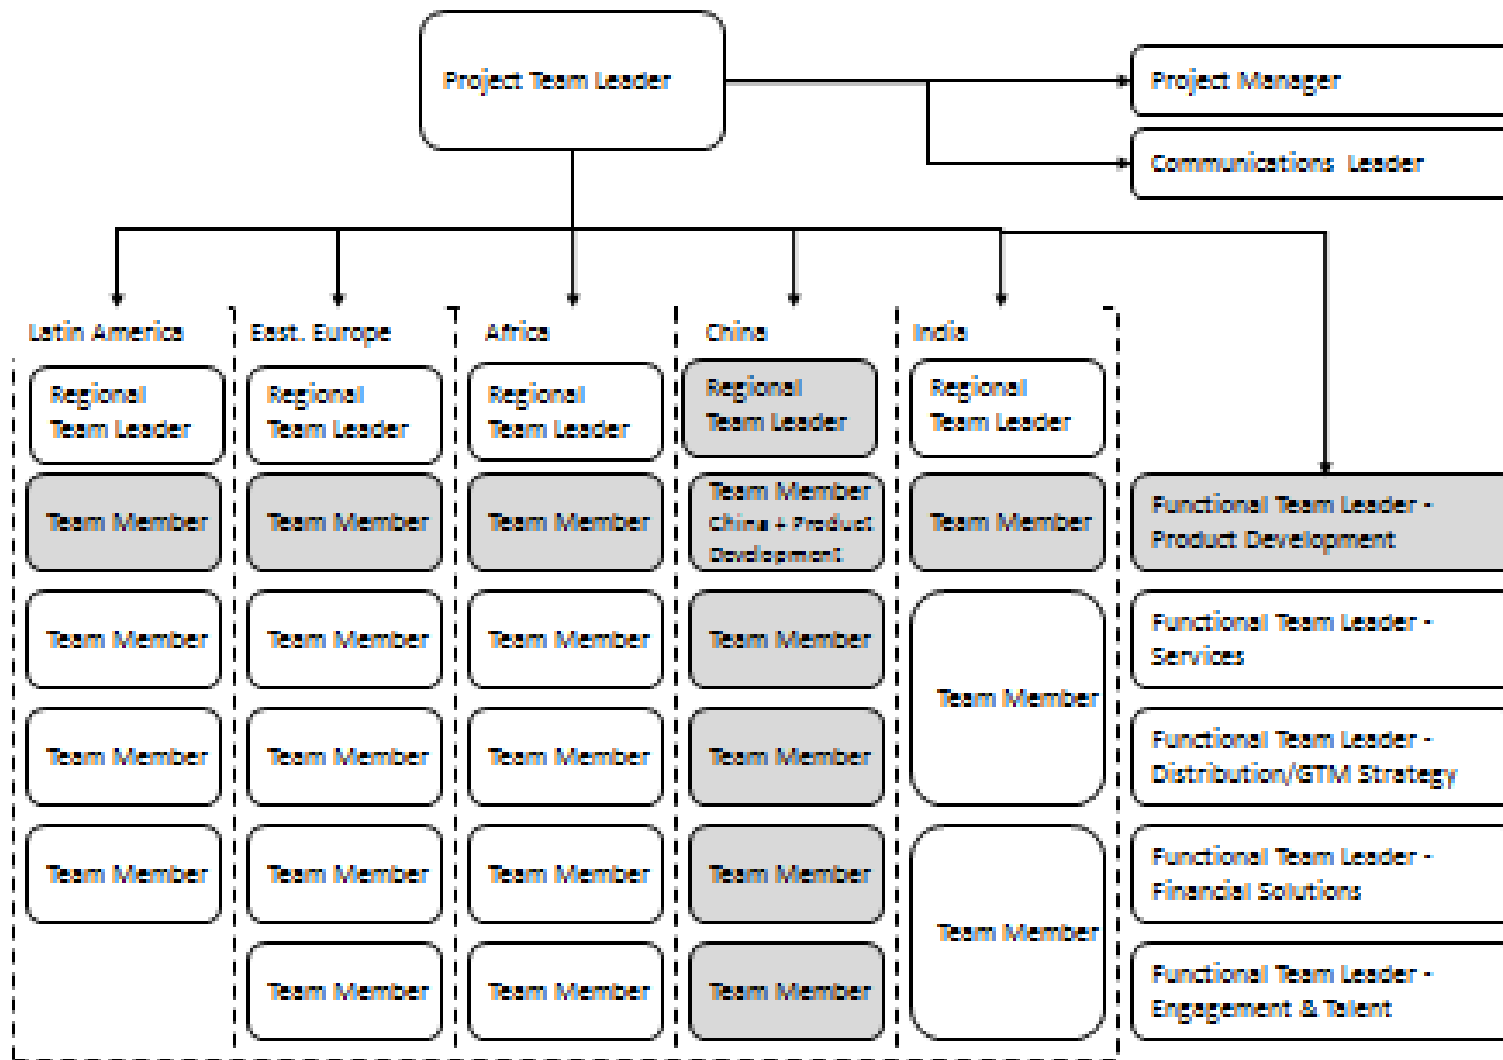 Project Team Leader
Project Manager
Communications Leader
Latin America
East. Europe
Africa
China
India
Regional
Team Leader
Regional
Team Leader
Regional
Team Leader
Regional
Team Leader
Regional
Team Leader
Team Member
Team Member
Team Member
Team Member
China + Product
Development
Team Member
Functional Team Leader -
Product Development
Team Member
Team Member
Team Member
Team Member
Team Member
Functional Team Leader -
Services
Team Member
Team Member
Team Member
Team Member
Functional Team Leader -
Distribution/GTM Strategy
Team Member
Team Member
Team Member
Team Member
Team Member
Functional Team Leader -
Financial Solutions
Team Member
Team Member
Team Member
Functional Team Leader -
Engagement & Talent